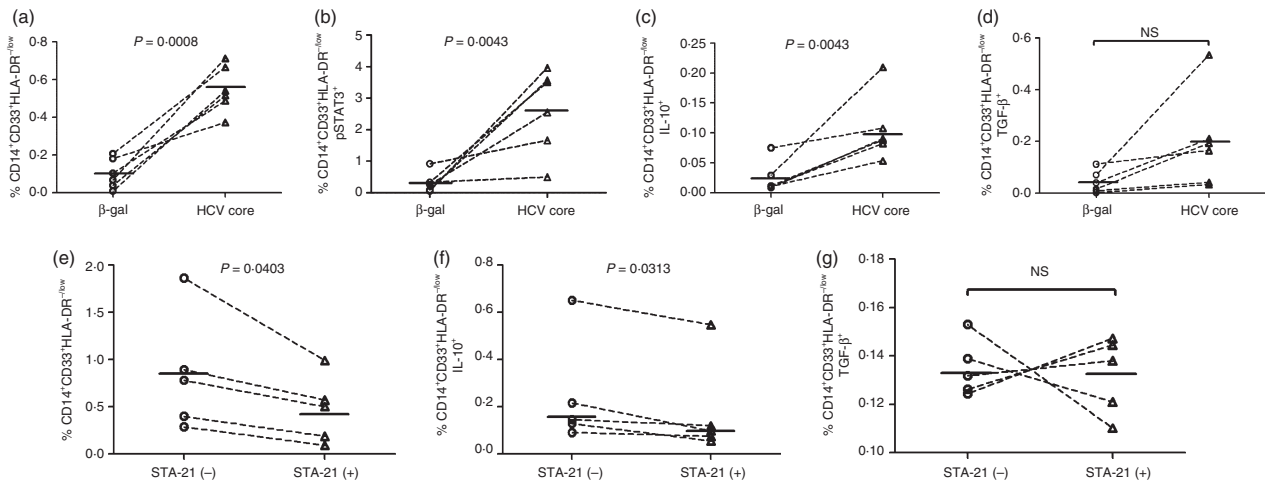 (a)
P = 0·0008
% CD14⁺CD33⁺HLA-DR⁻/ˡᵒʷ
0·8
0·6
0·4
0·2
0·0
β-gal
HCV core
(b)
P = 0·0043
% CD14⁺CD33⁺HLA-DR⁻/ˡᵒʷ
pSTAT3⁺
5
4
3
2
1
0
β-gal
HCV core
(c)
P = 0·0043
% CD14⁺CD33⁺HLA-DR⁻/ˡᵒʷ
IL-10⁺
0·25
0·20
0·15
0·10
0·05
0·00
β-gal
HCV core
(d)
NS
% CD14⁺CD33⁺HLA-DR⁻/ˡᵒʷ
TGF-β⁺
0·6
0·4
0·2
0·0
β-gal
HCV core
(e)
P = 0·0403
% CD14⁺CD33⁺HLA-DR⁻/ˡᵒʷ
2·0
1·5
1·0
0·5
0·0
STA-21 (–)
STA-21 (+)
(f)
P = 0·0313
% CD14⁺CD33⁺HLA-DR⁻/ˡᵒʷ
IL-10⁺
0·8
0·6
0·4
0·2
0·0
STA-21 (–)
STA-21 (+)
(g)
NS
% CD14⁺CD33⁺HLA-DR⁻/ˡᵒʷ
TGF-β⁺
0·18
0·16
0·14
0·12
0·10
STA-21 (–)
STA-21 (+)